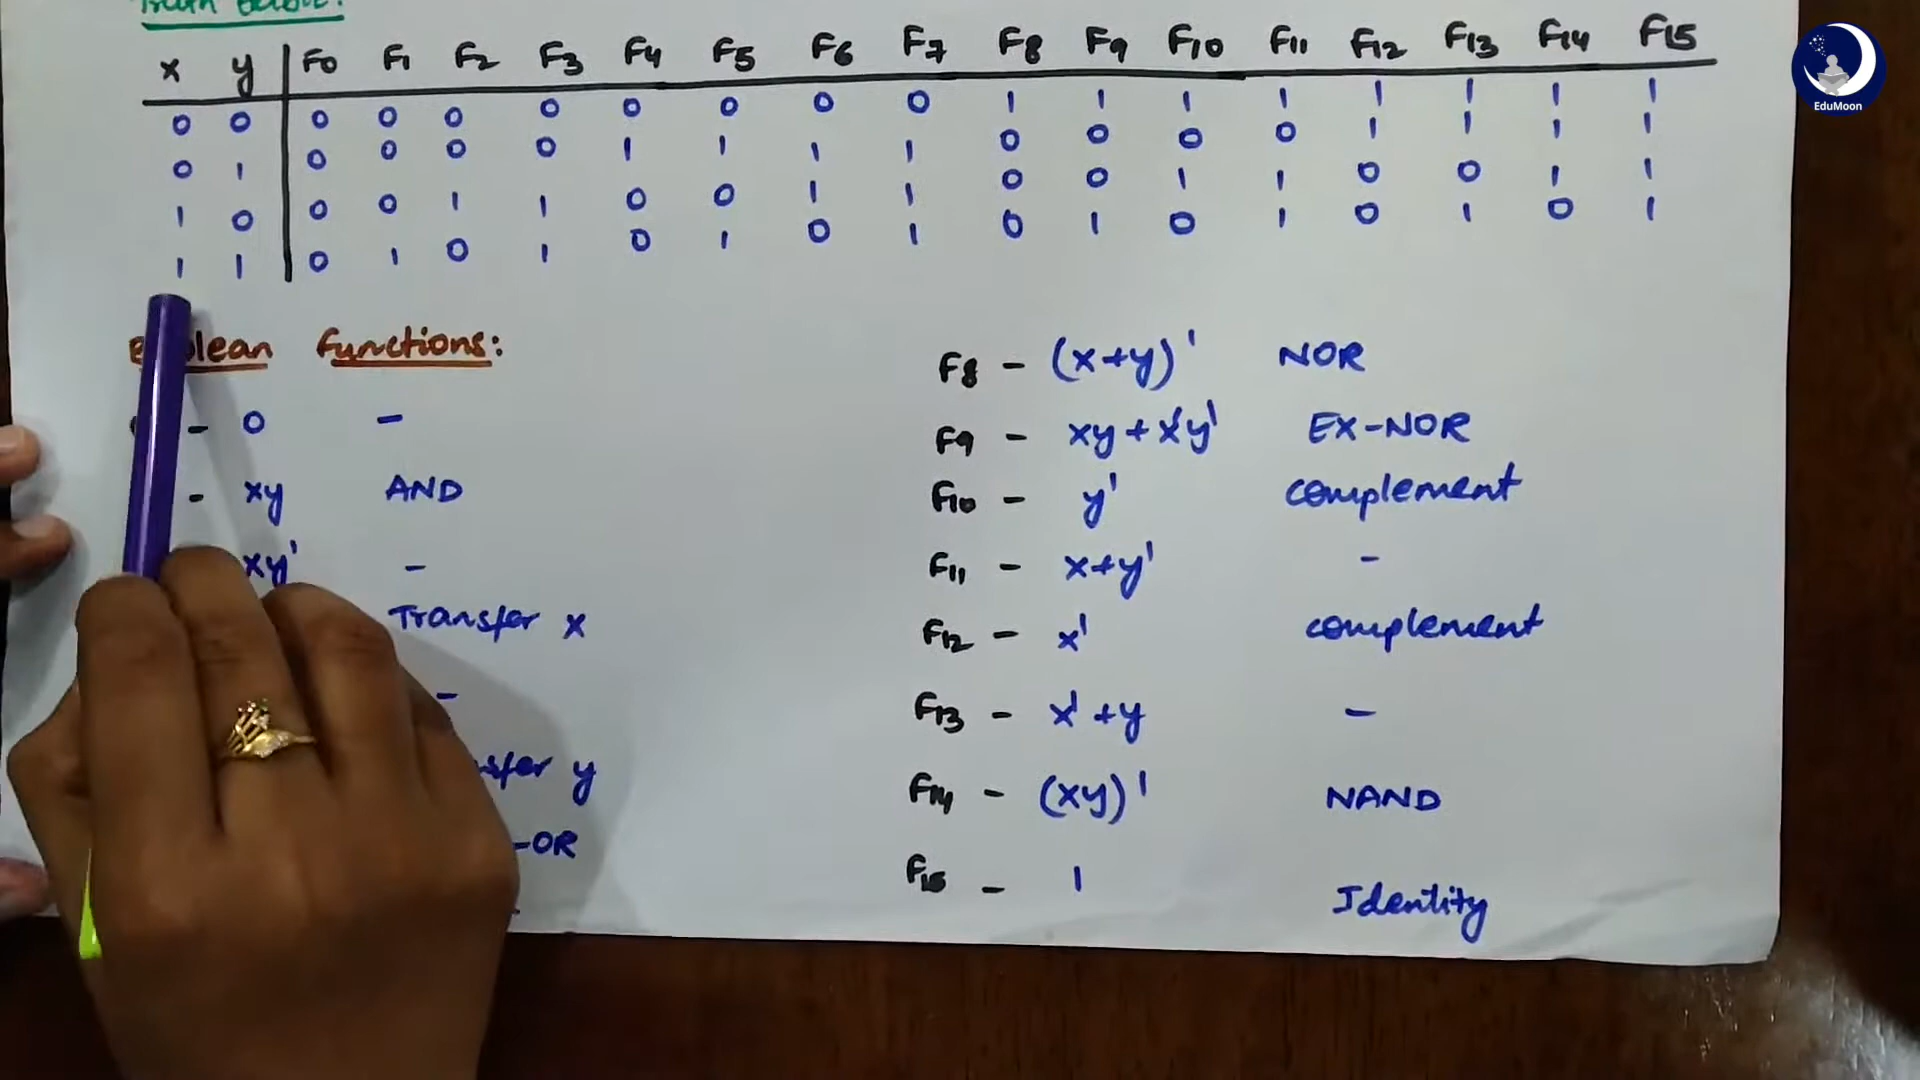 Truth table:
x y F0 F1 F2 F3 F4 F5 F6 F7 F8 F9 F10 F11 F12 F13 F14 F15
0 0 0 0 0 0 0 0 0 0 1 1 1 1 1 1 1 1
0 1 0 0 0 0 1 1 1 1 0 0 0 0 1 1 1 1
1 0 0 0 1 1 0 0 1 1 0 0 1 1 0 0 1 1
1 1 0 1 0 1 0 1 0 1 0 1 0 1 0 1 0 1
Functions:
- 0 -
- xy AND
xy' -
Transfer x
-
y
-OR
F8 - (x+y)' NOR
F9 - xy+x'y' EX-NOR
F10 - y' complement
F11 - x+y' -
F12 - x' complement
F13 - x'+y -
F14 - (xy)' NAND
F15 - 1 Identity
EduMoon